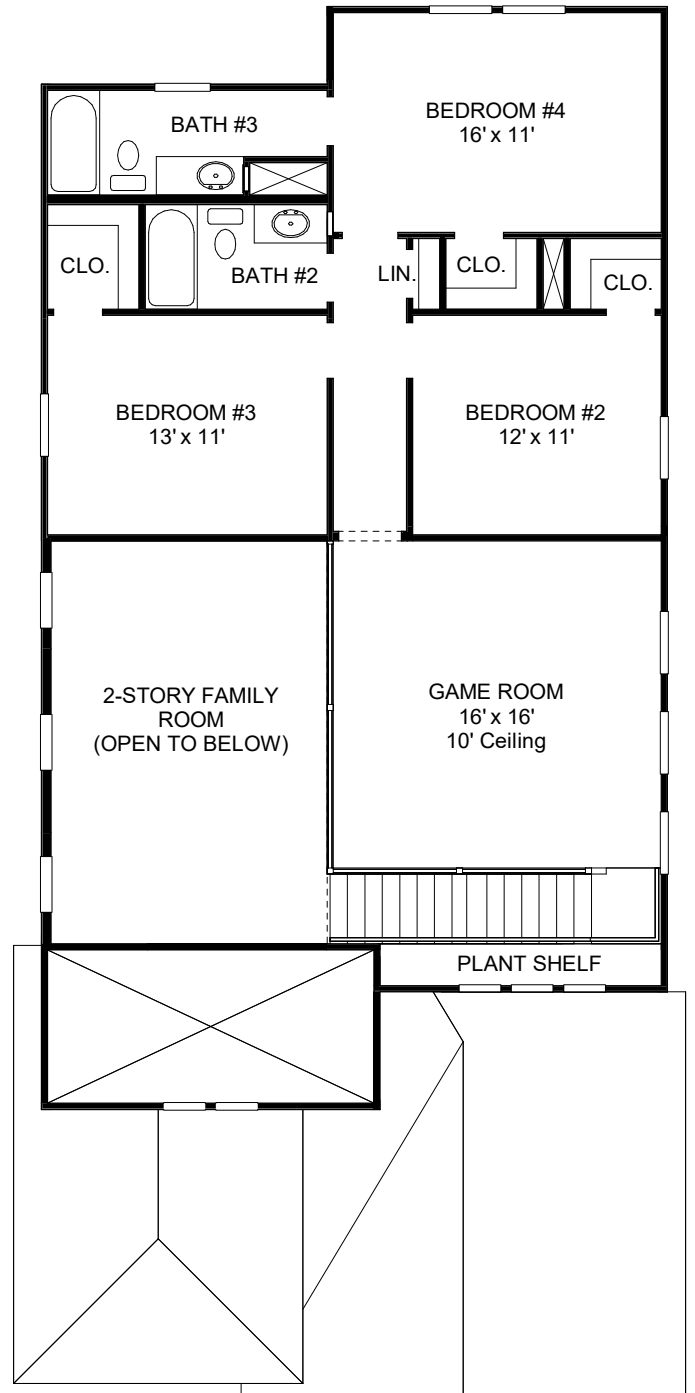 BEDROOM #4
16' x 11'
BATH #3
CLO.
BATH #2
LIN.
CLO.
CLO.
BEDROOM #3
13' x 11'
BEDROOM #2
12' x 11'
2-STORY FAMILY
ROOM
(OPEN TO BELOW)
GAME ROOM
16' x 16'
10' Ceiling
PLANT SHELF